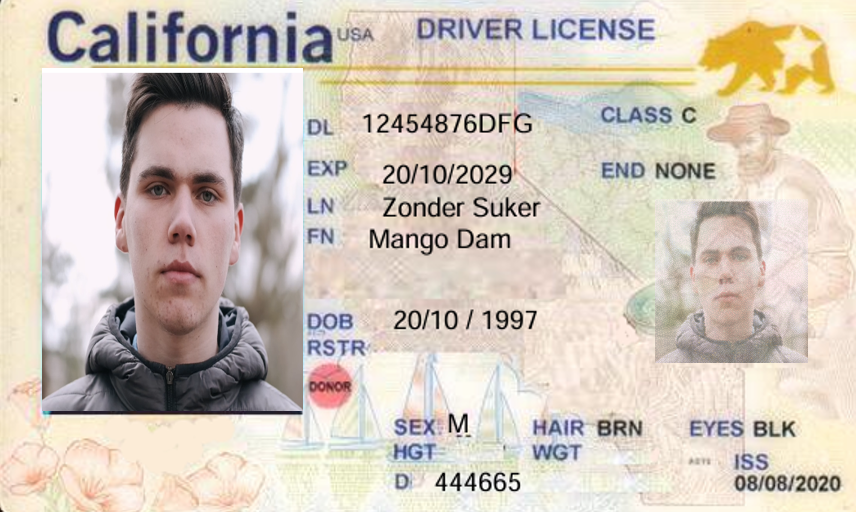 California USA DRIVER LICENSE
DL 12454876DFG CLASS C
EXP 20/10/2029 END NONE
LN Zonder Suker
FN Mango Dam
DOB 20/10 / 1997
RSTR
DONOR
SEX M HAIR BRN EYES BLK
HGT WGT ISS
D 444665 08/08/2020